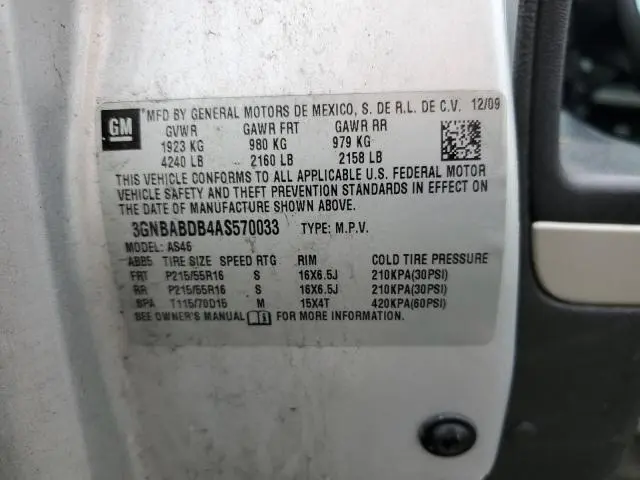 GM
MFD BY GENERAL MOTORS DE MEXICO, S. DE R.L. DE C.V. 12/09
GVWR GAWR FRT GAWR RR
1923 KG 980 KG 979 KG
4240 LB 2160 LB 2158 LB
THIS VEHICLE CONFORMS TO ALL APPLICABLE U.S. FEDERAL MOTOR
VEHICLE SAFETY AND THEFT PREVENTION STANDARDS IN EFFECT ON
THE DATE OF MANUFACTURE SHOWN ABOVE.
3GNBABDB4AS570033 TYPE: M.P.V.
MODEL: AS46
ABB5 TIRE SIZE SPEED RTG RIM COLD TIRE PRESSURE
FRT P215/55R16 S 16X6.5J 210KPA(30PSI)
RR P215/55R16 S 16X6.5J 210KPA(30PSI)
SPA T115/70D15 M 15X4T 420KPA(60PSI)
SEE OWNER'S MANUAL FOR MORE INFORMATION.